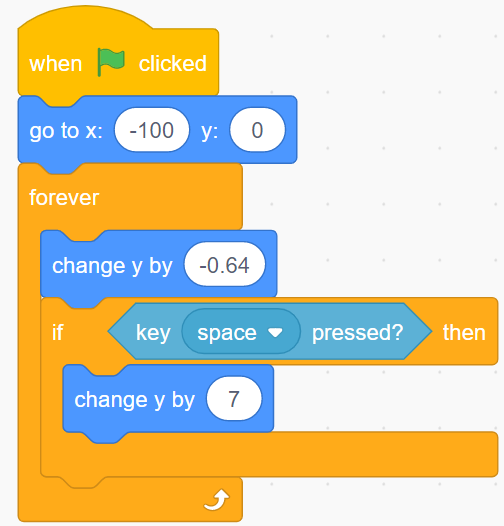 when clicked
go to x: -100 y: 0
forever
change y by -0.64
if key space pressed? then
change y by 7